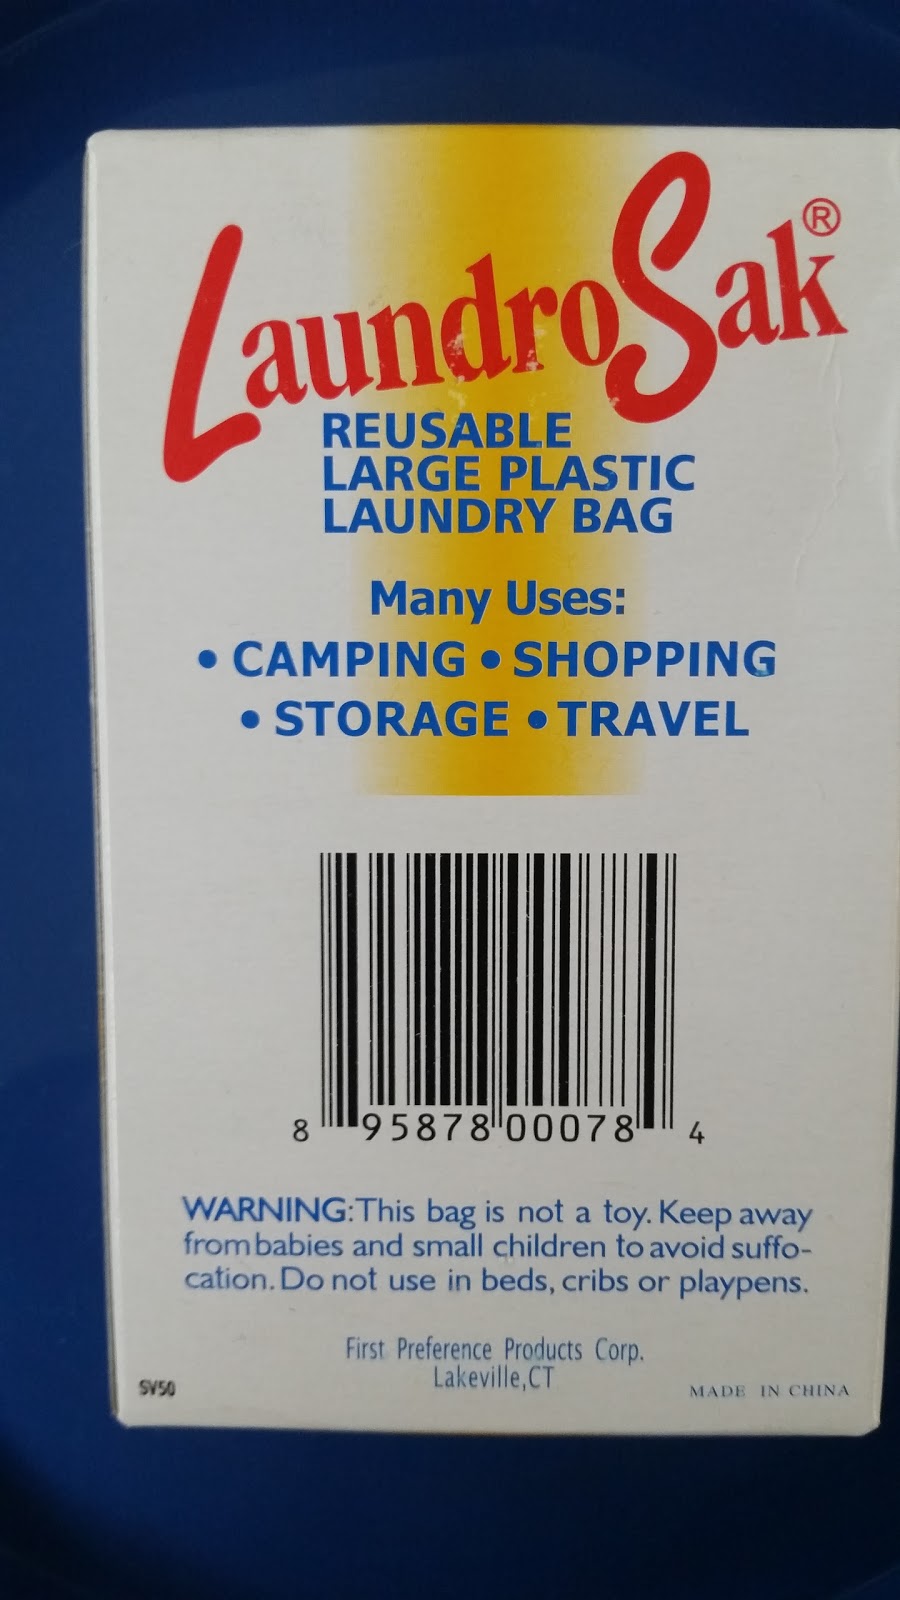 LaundroSak®
REUSABLE
LARGE PLASTIC
LAUNDRY BAG
Many Uses:
• CAMPING • SHOPPING
• STORAGE • TRAVEL
8 95878 00078 4
WARNING: This bag is not a toy. Keep away
from babies and small children to avoid suffo-
cation. Do not use in beds, cribs or playpens.
First Preference Products Corp.
Lakeville, CT
SV50
MADE IN CHINA